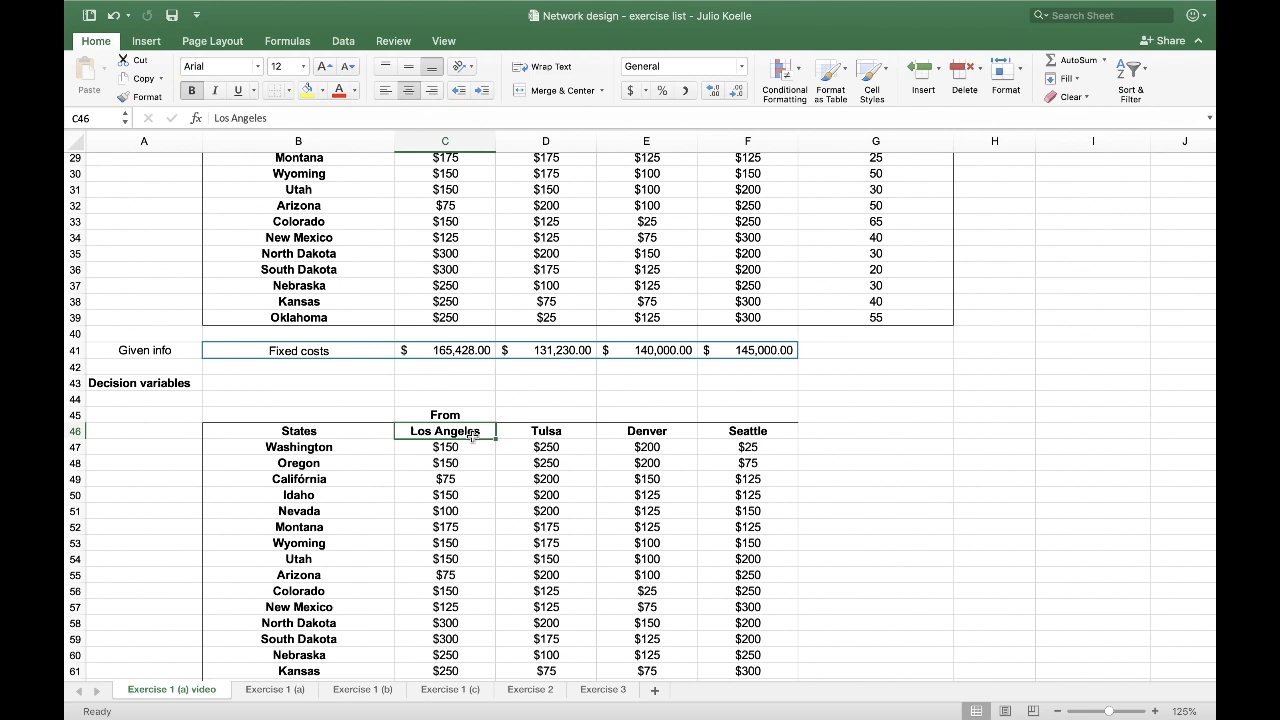 Network design - exercise list - Julio Koelle
Search Sheet
Home Insert Page Layout Formulas Data Review View
Share
Paste
Cut
Copy
Format
Arial 12
B I U
Wrap Text
Merge & Center
General
$ % )
Conditional Formatting
Format as Table
Cell Styles
Insert
Delete
Format
AutoSum
Fill
Clear
Sort & Filter
C46 fx Los Angeles
A B C D E F G H I J
29 Montana $175 $175 $125 $125 25
30 Wyoming $150 $175 $100 $150 50
31 Utah $150 $150 $100 $200 30
32 Arizona $75 $200 $100 $250 50
33 Colorado $150 $125 $25 $250 65
34 New Mexico $125 $125 $75 $300 40
35 North Dakota $300 $200 $150 $200 30
36 South Dakota $300 $175 $125 $200 20
37 Nebraska $250 $100 $125 $250 30
38 Kansas $250 $75 $75 $300 40
39 Oklahoma $250 $25 $125 $300 55
40
41 Given info Fixed costs $ 165,428.00 $ 131,230.00 $ 140,000.00 $ 145,000.00
42
43 Decision variables
44
45 From
46 States Los Angeles Tulsa Denver Seattle
47 Washington $150 $250 $200 $25
48 Oregon $150 $250 $200 $75
49 Califórnia $75 $200 $150 $125
50 Idaho $150 $200 $125 $125
51 Nevada $100 $200 $125 $150
52 Montana $175 $175 $125 $125
53 Wyoming $150 $175 $100 $150
54 Utah $150 $150 $100 $200
55 Arizona $75 $200 $100 $250
56 Colorado $150 $125 $25 $250
57 New Mexico $125 $125 $75 $300
58 North Dakota $300 $200 $150 $200
59 South Dakota $300 $175 $125 $200
60 Nebraska $250 $100 $125 $250
61 Kansas $250 $75 $75 $300
Exercise 1 (a) video Exercise 1 (a) Exercise 1 (b) Exercise 1 (c) Exercise 2 Exercise 3 +
Ready 125%